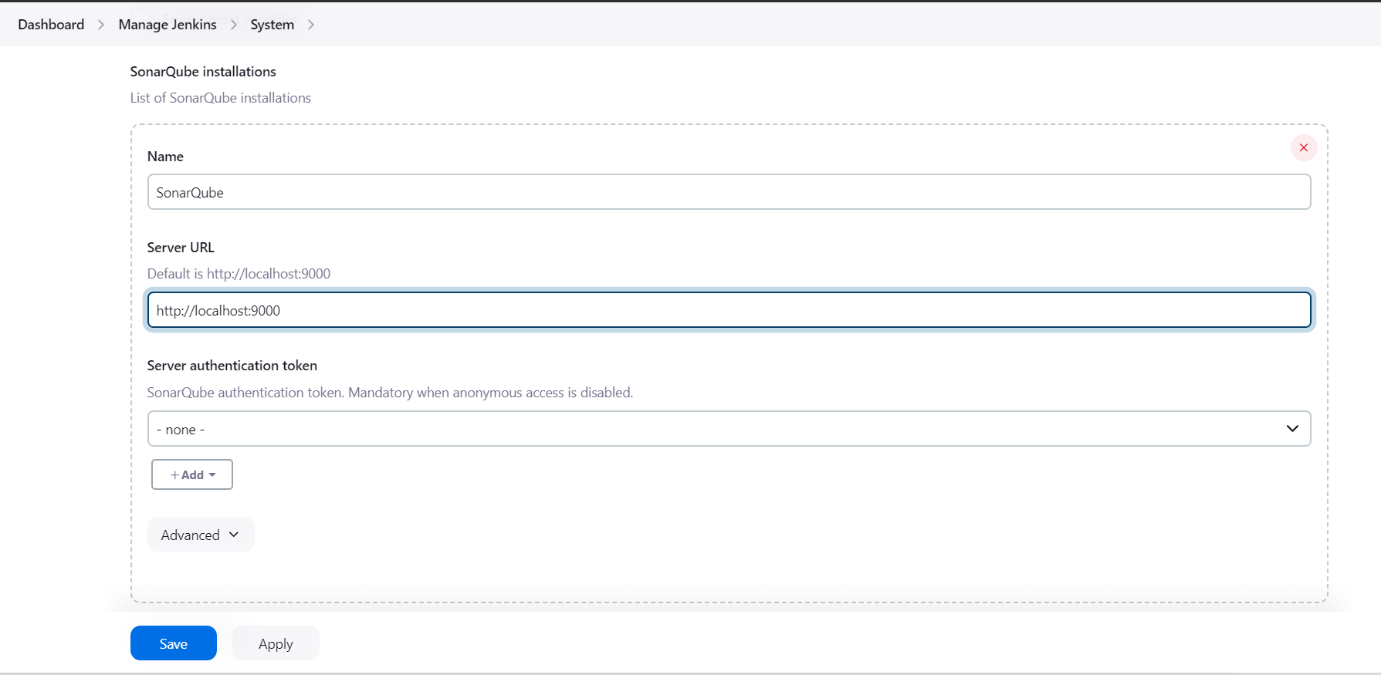 Dashboard > Manage Jenkins > System >
SonarQube installations
List of SonarQube installations
Name
SonarQube
Server URL
Default is http://localhost:9000
http://localhost:9000
Server authentication token
SonarQube authentication token. Mandatory when anonymous access is disabled.
- none -
+ Add
Advanced
Save Apply